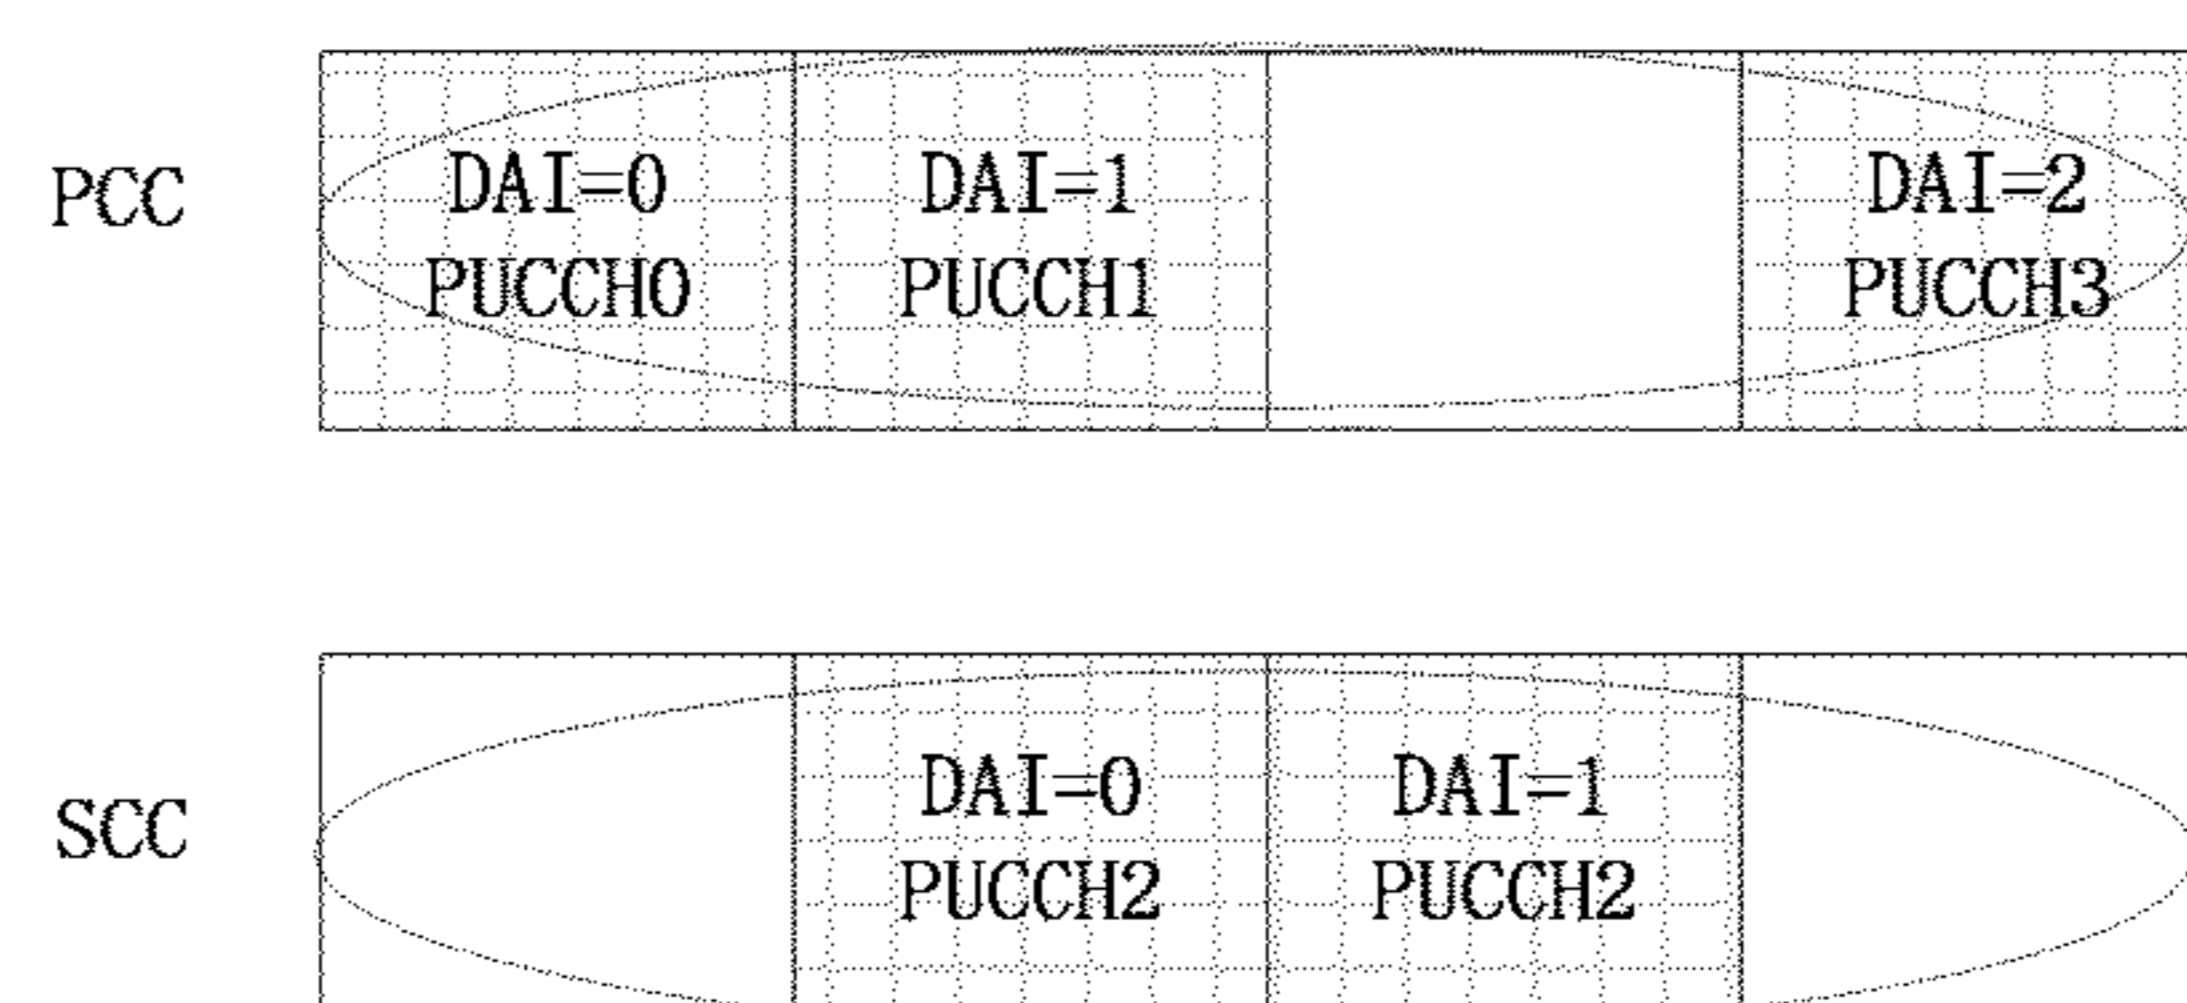 PCC
DAI=0
PUCCH0
DAI=1
PUCCH1
DAI=2
PUCCH3
SCC
DAI=0
PUCCH2
DAI=1
PUCCH2